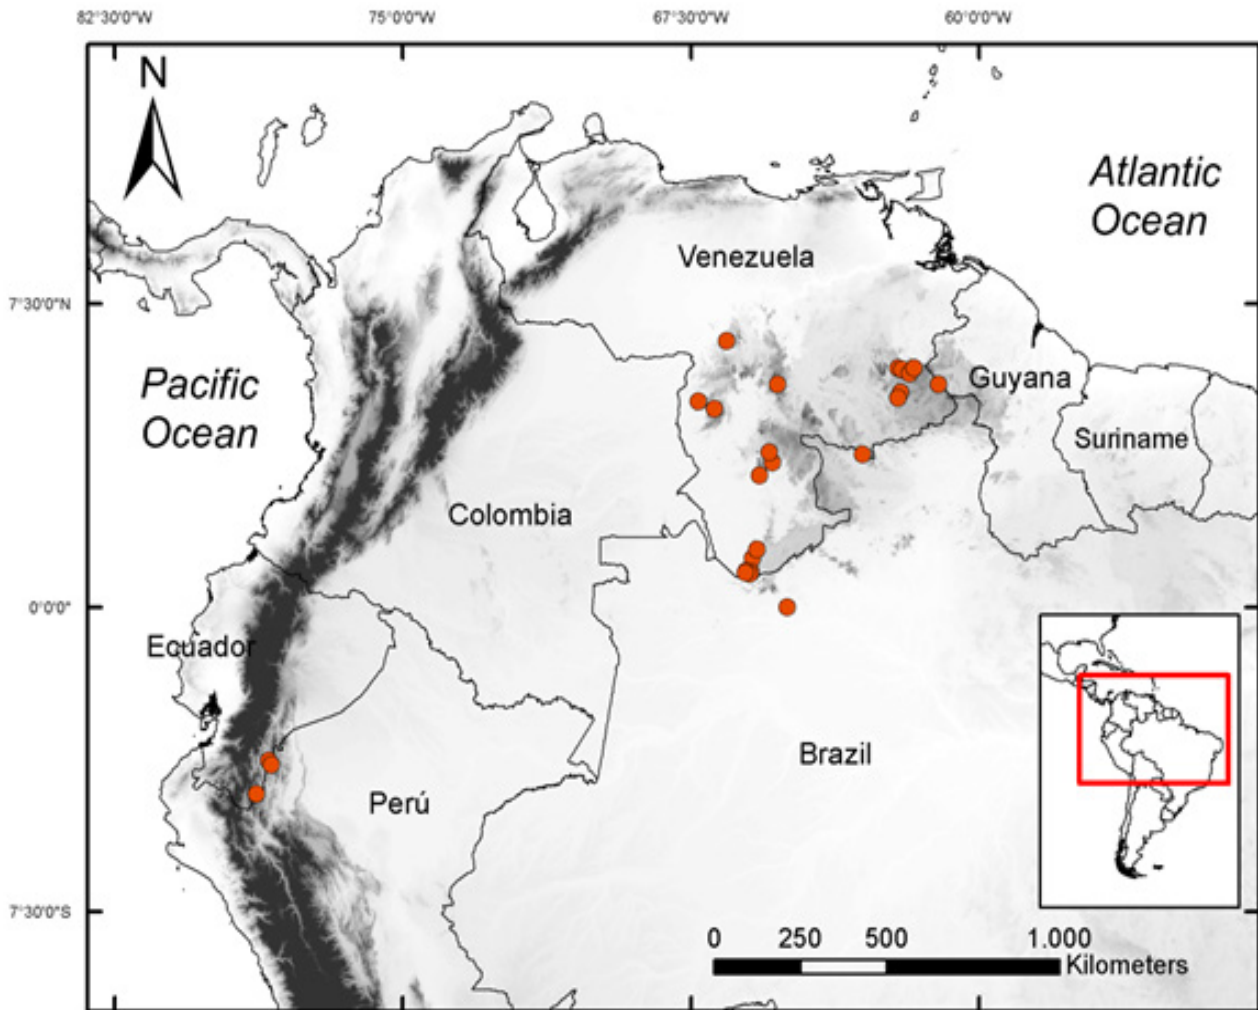 82°30'0"W 75°0'0"W 67°30'0"W 60°0'0"W
N
Atlantic
Ocean
Venezuela
7°30'0"N
Pacific
Ocean
Guyana
Suriname
Colombia
0°0'0"
Ecuador
Brazil
Perú
7°30'0"S
0 250 500 1.000
Kilometers